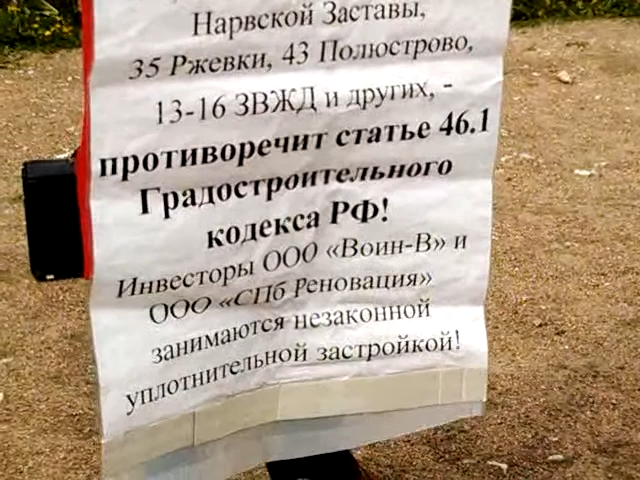 Нарвской Заставы,
35 Ржевки, 43 Полюстрово,
13-16 ЗВЖД и других, -
противоречит статье 46.1
Градостроительного
кодекса РФ!
Инвесторы ООО «Воин-В» и
ООО «СПб Реновация»
занимаются незаконной
уплотнительной застройкой!